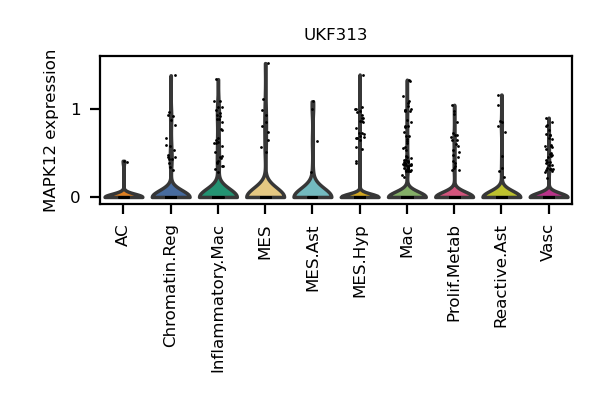 UKF313
MAPK12 expression
1
0
AC
Chromatin.Reg
Inflammatory.Mac
MES
MES.Ast
MES.Hyp
Mac
Prolif.Metab
Reactive.Ast
Vasc